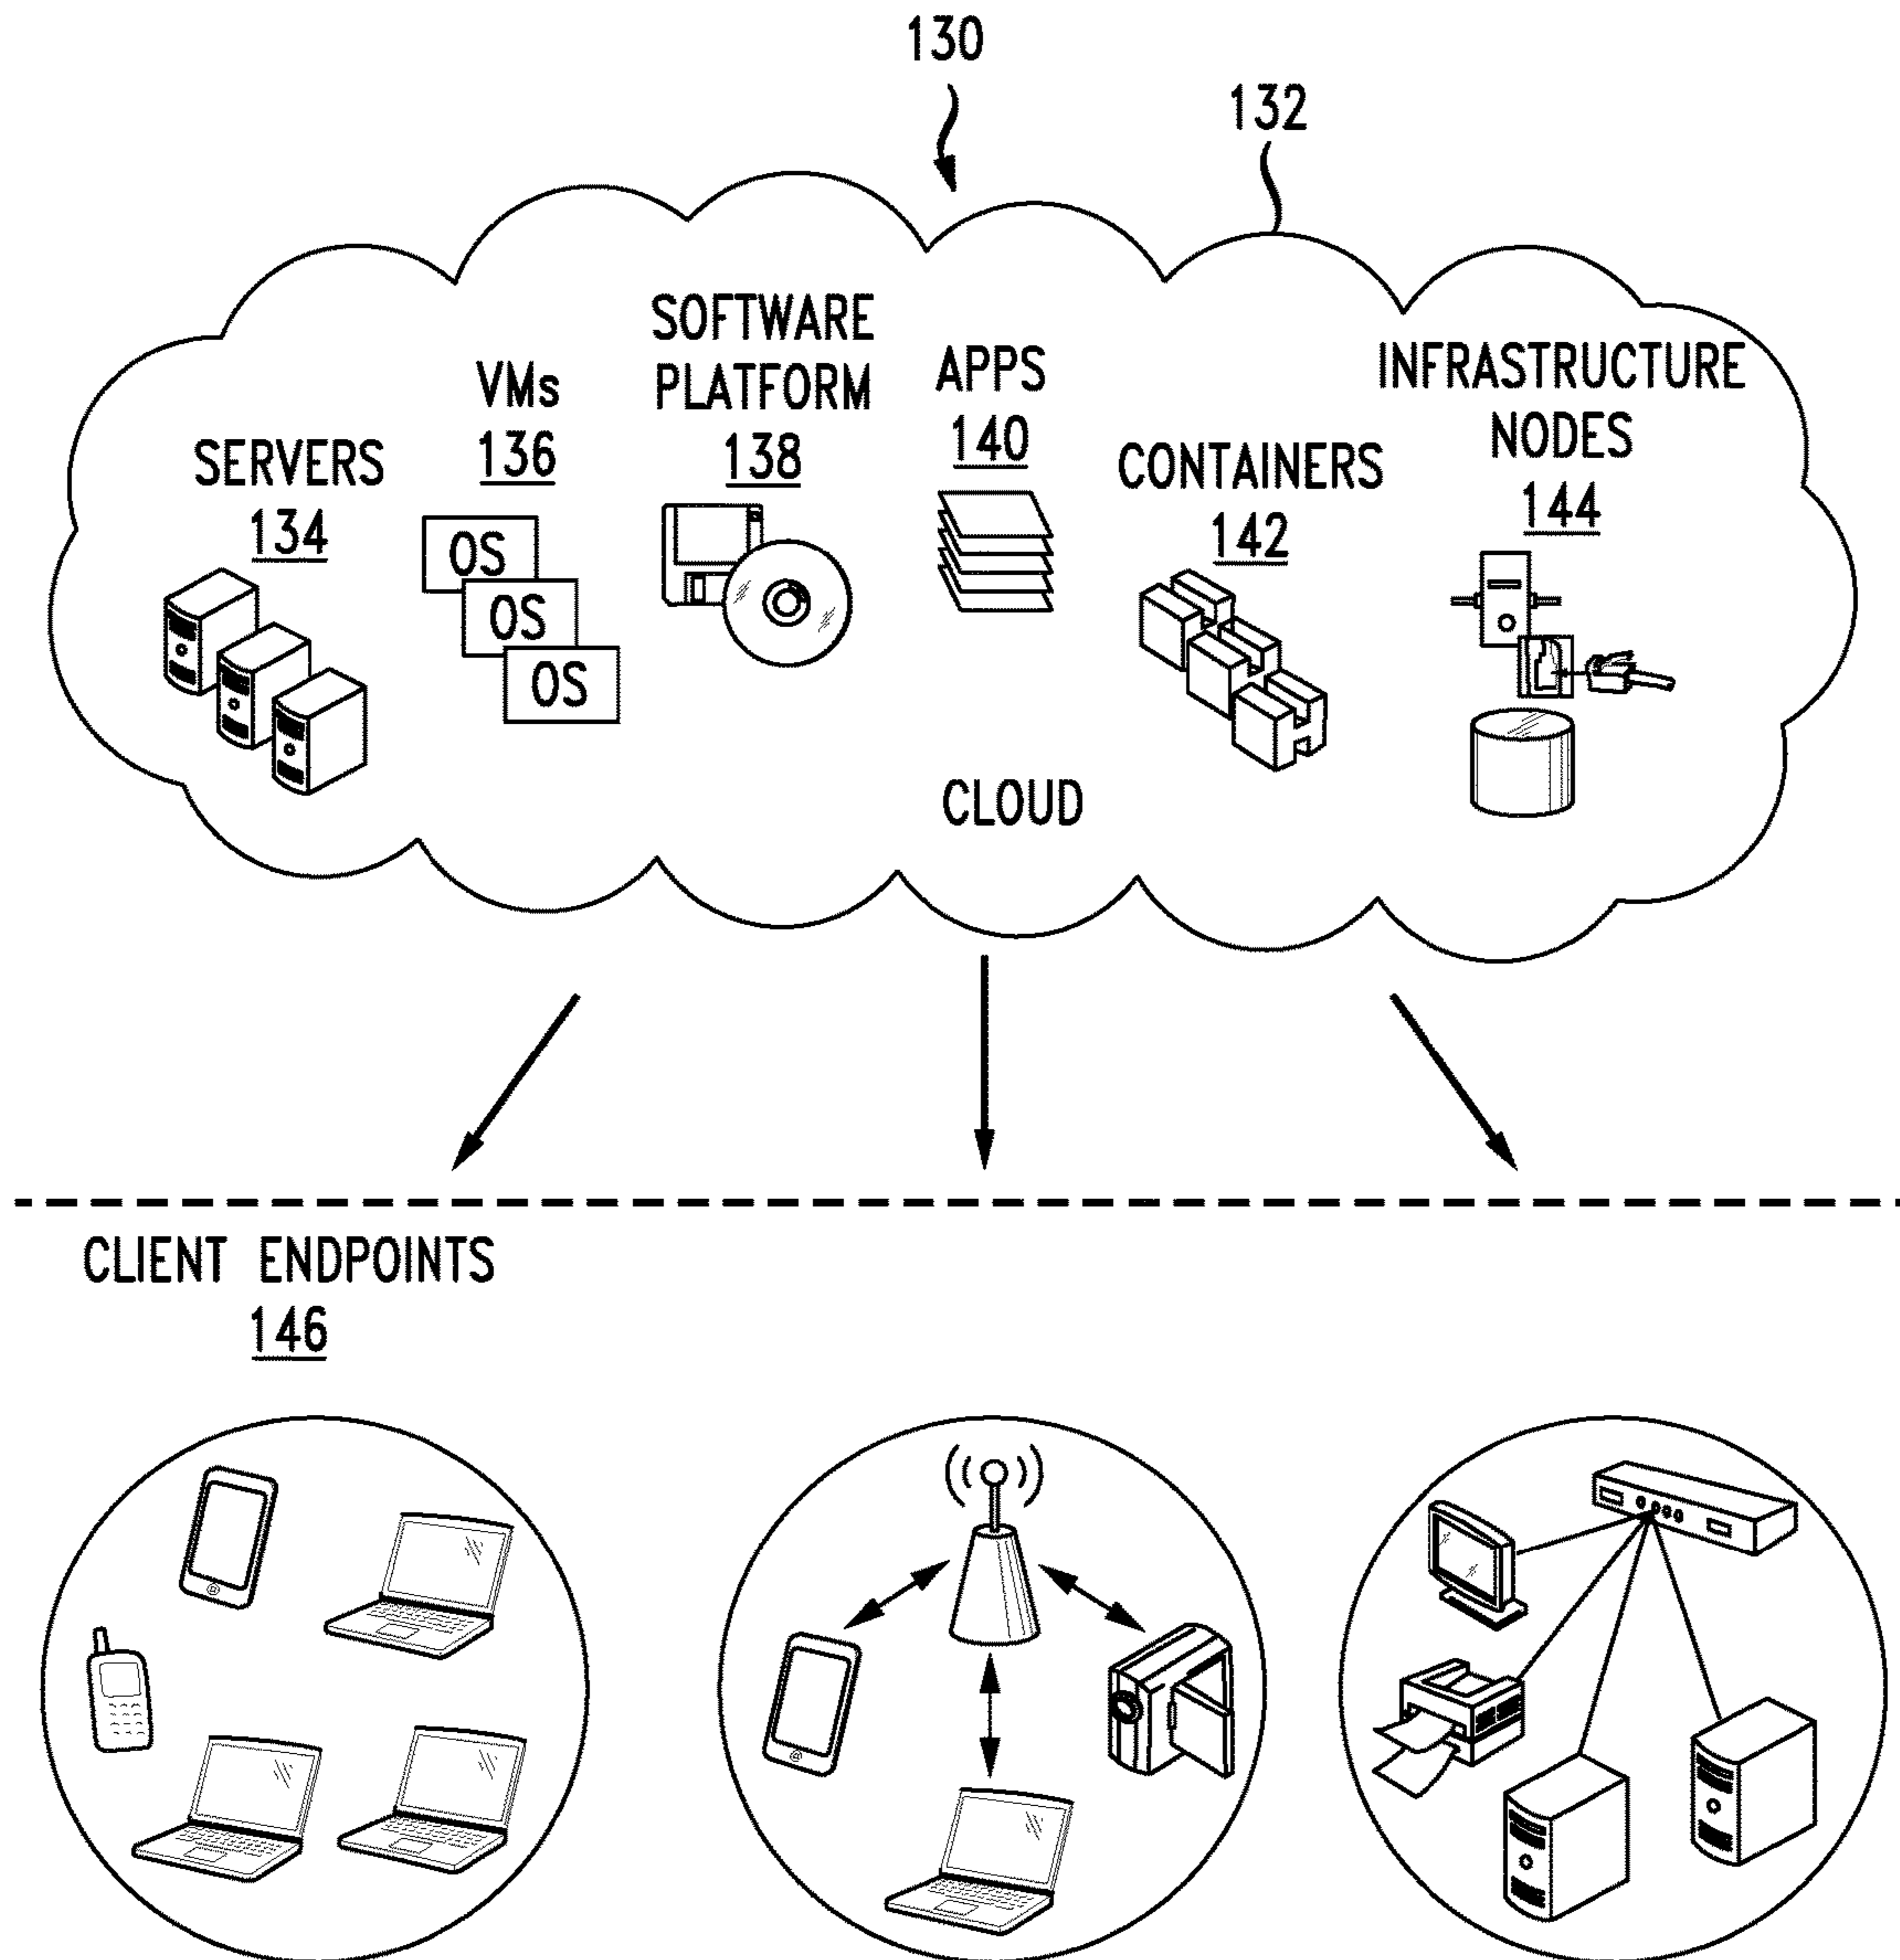 130
132
SERVERS
134
VMs
136
OS
OS
OS
SOFTWARE
PLATFORM
138
APPS
140
CONTAINERS
142
INFRASTRUCTURE
NODES
144
CLOUD
CLIENT ENDPOINTS
146